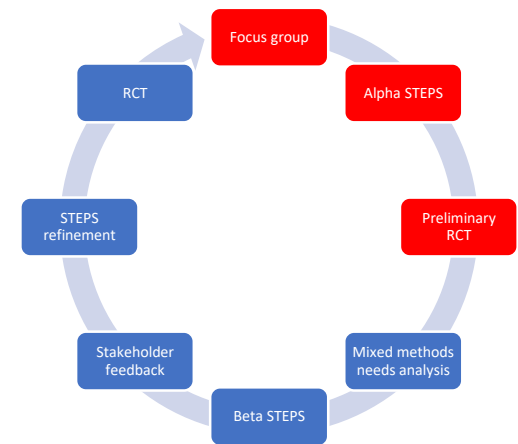 Focus group
Alpha STEPS
Preliminary
RCT
Mixed methods
needs analysis
Beta STEPS
Stakeholder
feedback
STEPS
refinement
RCT